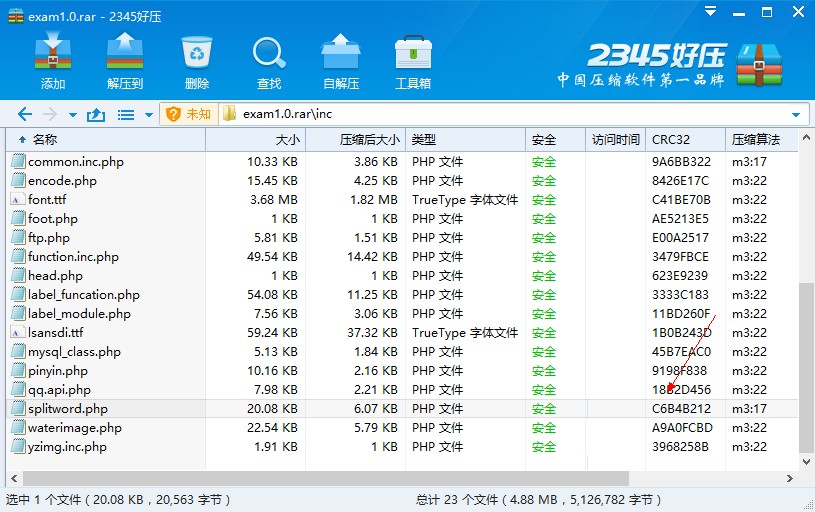 exam1.0.rar - 2345好压
添加 解压到 删除 查找 自解压 工具箱
2345好压
中国压缩软件第一品牌
未知 exam1.0.rar\inc
名称 大小 压缩后大小 类型 安全 访问时间 CRC32 压缩算法
common.inc.php 10.33 KB 3.86 KB PHP 文件 安全 9A6BB322 m3:17
encode.php 15.45 KB 4.25 KB PHP 文件 安全 8426E17C m3:22
font.ttf 3.68 MB 1.82 MB TrueType 字体文件 安全 C41BE70B m3:22
foot.php 1 KB 1 KB PHP 文件 安全 AE5213E5 m3:22
ftp.php 5.81 KB 1.51 KB PHP 文件 安全 E00A2517 m3:22
function.inc.php 49.54 KB 14.42 KB PHP 文件 安全 3479FBCE m3:22
head.php 1 KB 1 KB PHP 文件 安全 623E9239 m3:22
label_funcation.php 54.08 KB 11.25 KB PHP 文件 安全 3333C183 m3:22
label_module.php 7.56 KB 3.06 KB PHP 文件 安全 11BD260F m3:22
lsansdi.ttf 59.24 KB 37.32 KB TrueType 字体文件 安全 1B0B243D m3:22
mysql_class.php 5.13 KB 1.84 KB PHP 文件 安全 45B7EAC0 m3:22
pinyin.php 10.16 KB 2.16 KB PHP 文件 安全 9198F838 m3:22
qq.api.php 7.98 KB 2.21 KB PHP 文件 安全 18B2D456 m3:22
splitword.php 20.08 KB 6.07 KB PHP 文件 安全 C6B4B212 m3:17
waterimage.php 22.54 KB 5.79 KB PHP 文件 安全 A9A0FCBD m3:22
yzimg.inc.php 1.91 KB 1 KB PHP 文件 安全 3968258B m3:22
选中 1 个文件 ( 20.08 KB , 20,563 字节 ) 总计 23 个文件 ( 4.88 MB , 5,126,782 字节 )